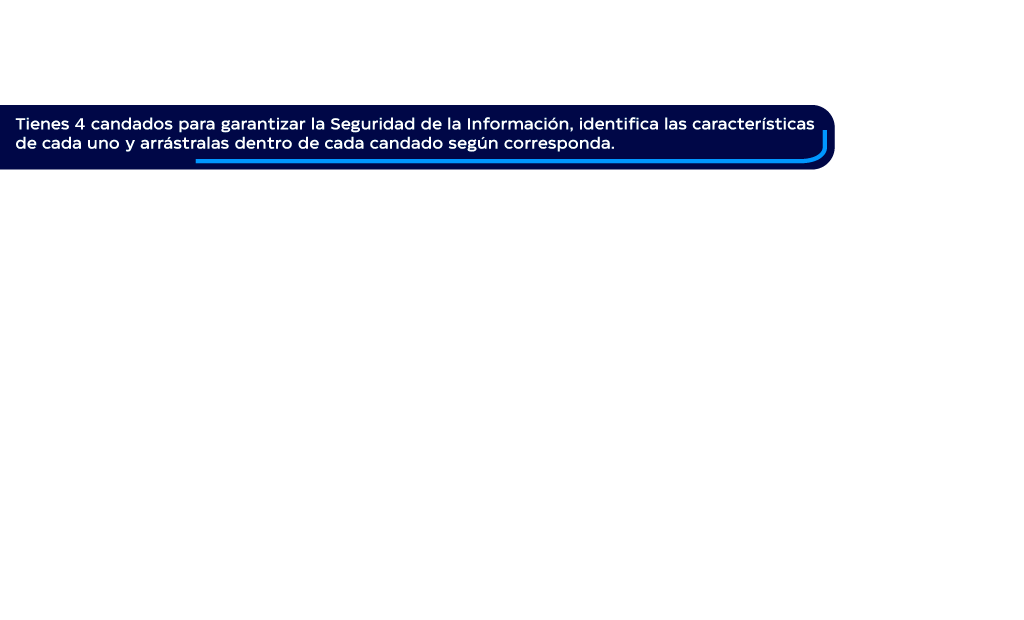 Tienes 4 candados para garantizar la Seguridad de la Información, identifica las características
de cada uno y arrástralas dentro de cada candado según corresponda.